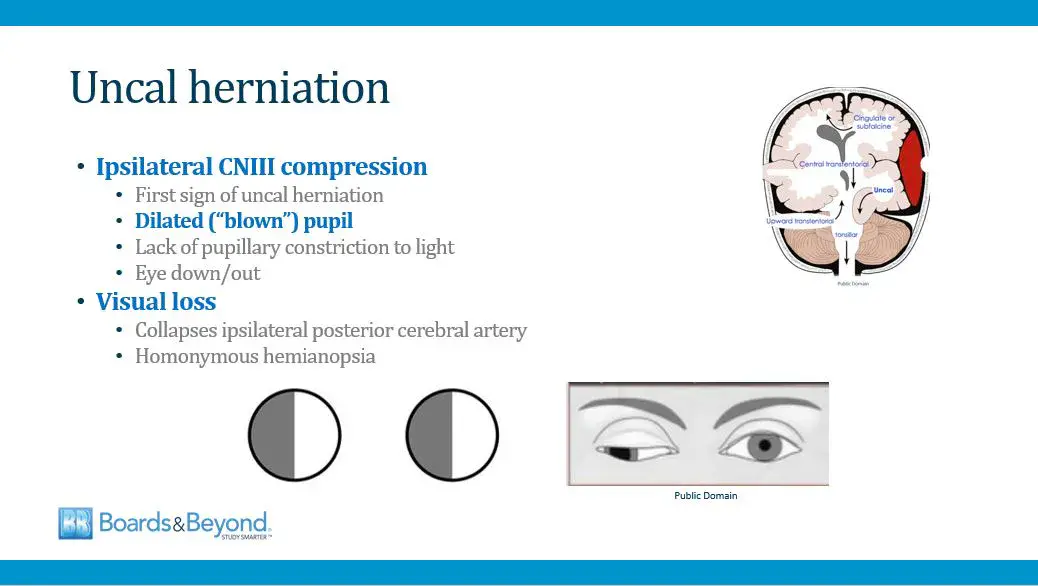 Uncal herniation
• Ipsilateral CNIII compression
• First sign of uncal herniation
• Dilated (“blown”) pupil
• Lack of pupillary constriction to light
• Eye down/out
• Visual loss
• Collapses ipsilateral posterior cerebral artery
• Homonymous hemianopsia
Cingulate or
subfalcine
Central transtentorial
Uncal
Upward transtentorial
tonsillar
Public Domain
Public Domain
BB Boards&Beyond®
STUDY SMARTER™